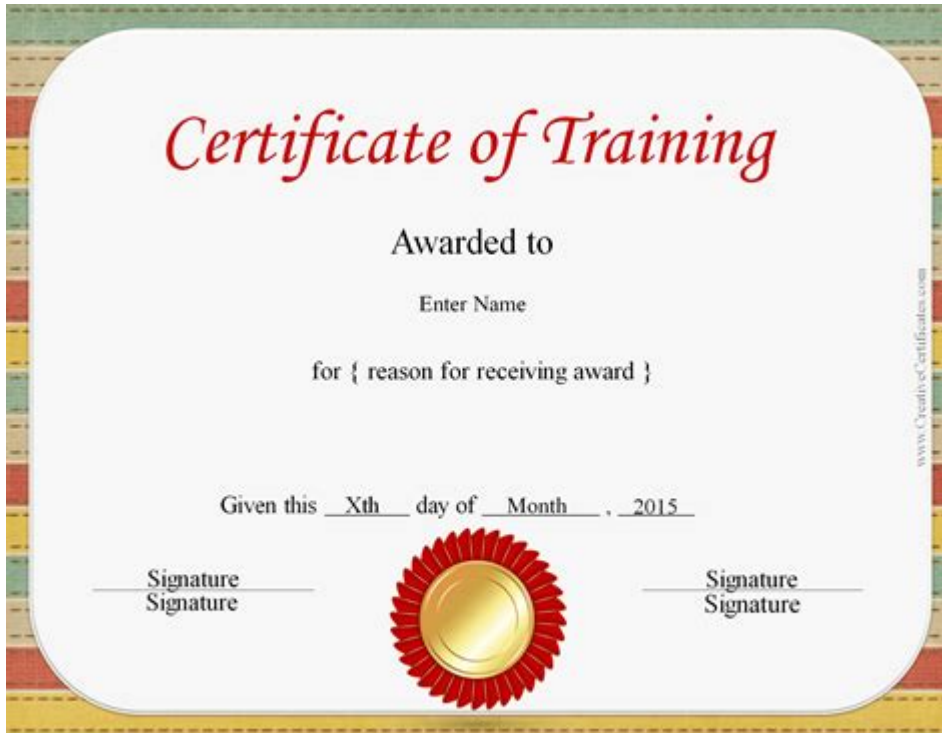 Certificate of Training
Awarded to
Enter Name
for { reason for receiving award }
Given this Xth day of Month , 2015
Signature Signature
Signature Signature
www.CreativeCertificates.com